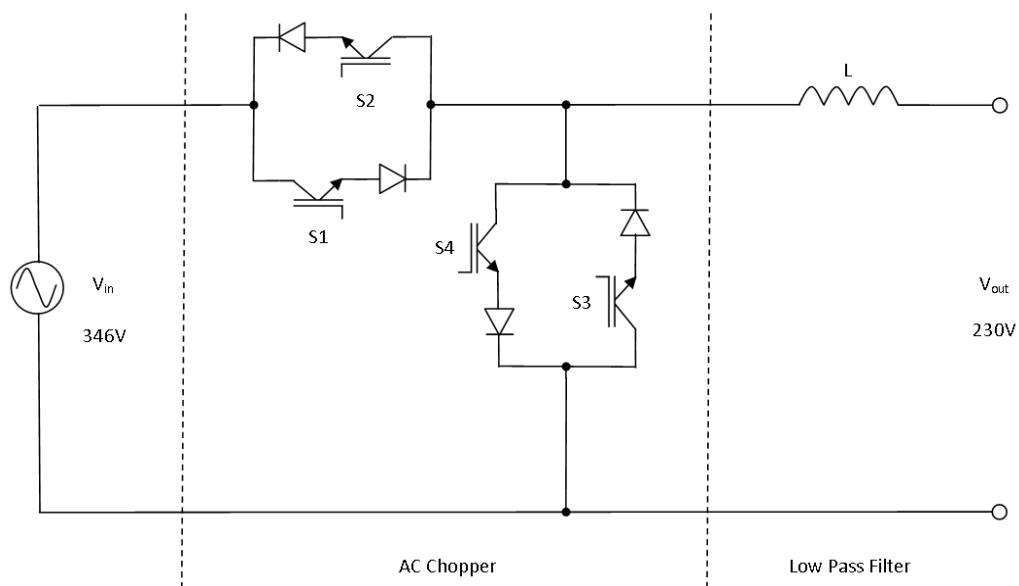 S2
L
S1
S4
S3
Vin
346V
Vout
230V
AC Chopper
Low Pass Filter